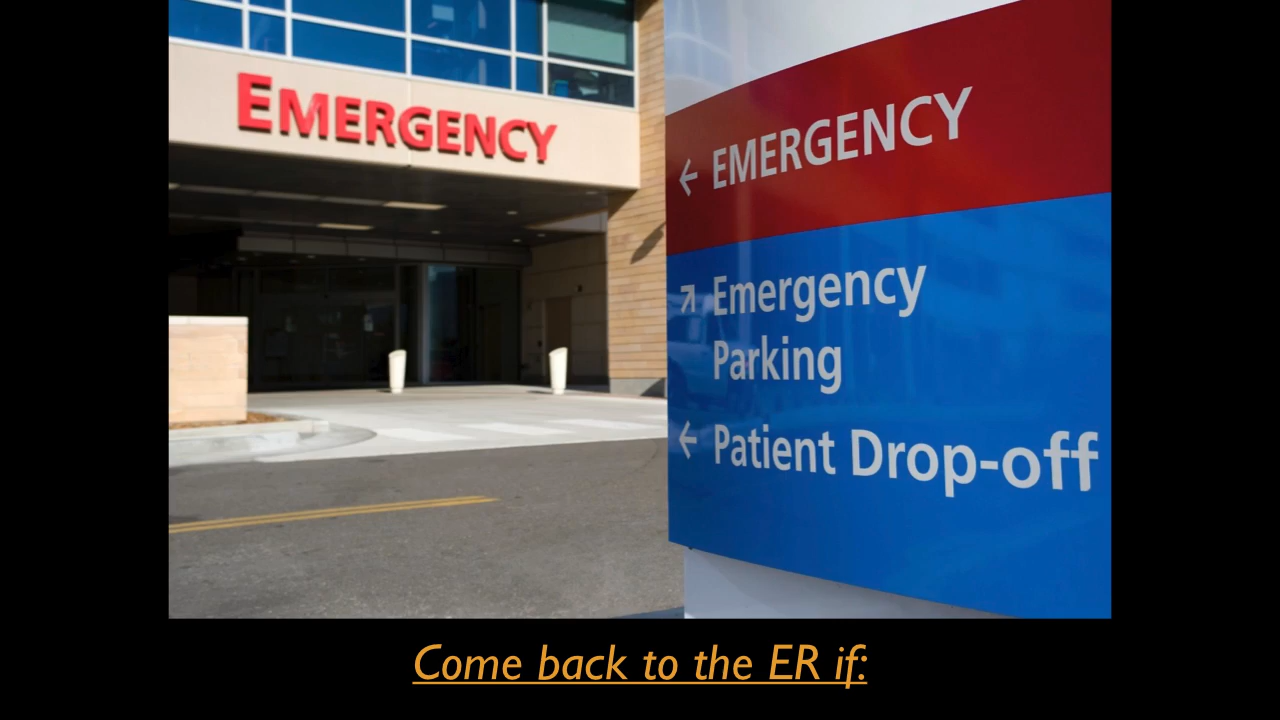 EMERGENCY
← EMERGENCY
↗ Emergency
Parking
← Patient Drop-off
Come back to the ER if: